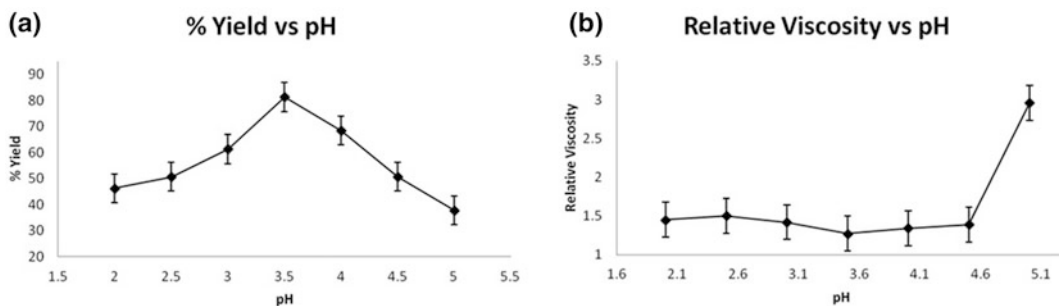 (a)
% Yield vs pH
90
80
70
60
50
40
30
20
% Yield
1.5 2 2.5 3 3.5 4 4.5 5 5.5
pH
(b)
Relative Viscosity vs pH
3.5
3
2.5
2
1.5
1
Relative Viscosity
1.6 2.1 2.6 3.1 3.6 4.1 4.6 5.1
pH